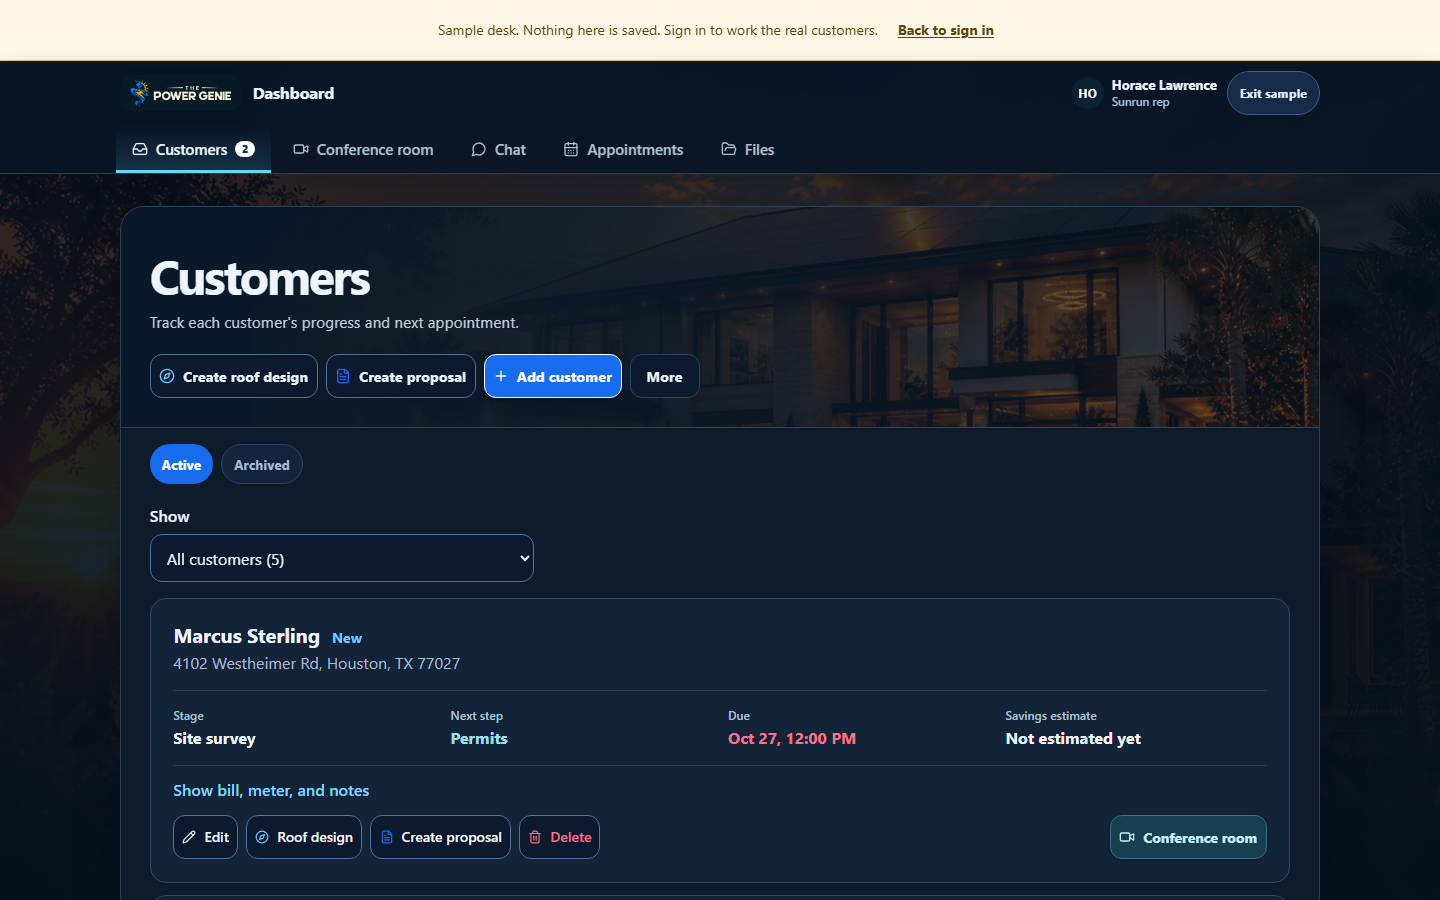 Sample desk. Nothing here is saved. Sign in to work the real customers. Back to sign in
THE
POWER GENIE
Dashboard
HO
Horace Lawrence
Sunrun rep
Exit sample
Customers 2
Conference room
Chat
Appointments
Files
Customers
Track each customer's progress and next appointment.
Create roof design
Create proposal
Add customer
More
Active
Archived
Show
All customers (5)
Marcus Sterling New
4102 Westheimer Rd, Houston, TX 77027
Stage
Site survey
Next step
Permits
Due
Oct 27, 12:00 PM
Savings estimate
Not estimated yet
Show bill, meter, and notes
Edit
Roof design
Create proposal
Delete
Conference room